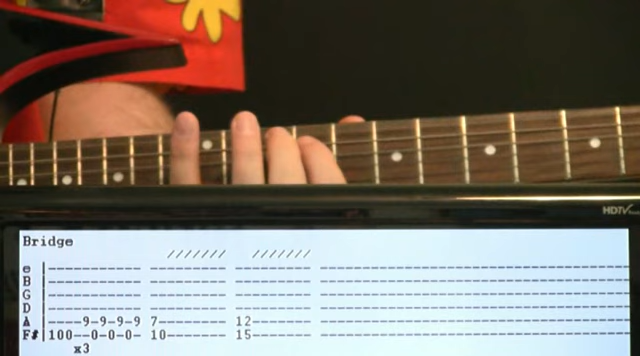 HDTV
Bridge
/////// ///////
e|----------- --------- --------- ------------------------------
B|----------- --------- --------- ------------------------------
G|----------- --------- --------- ------------------------------
D|----------- --------- --------- ------------------------------
A|-----9-9-9-9 7-------- 12------- ------------------------------
F#|100--0-0-0- 10------- 15------- ------------------------------
x3